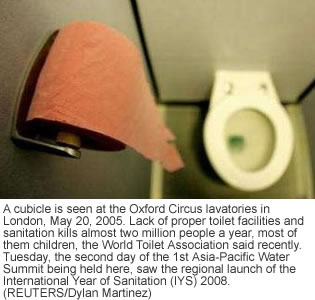 A cubicle is seen at the Oxford Circus lavatories in
London, May 20, 2005. Lack of proper toilet facilities and
sanitation kills almost two million people a year, most of
them children, the World Toilet Association said recently.
Tuesday, the second day of the 1st Asia-Pacific Water
Summit being held here, saw the regional launch of the
International Year of Sanitation (IYS) 2008.
(REUTERS/Dylan Martinez)